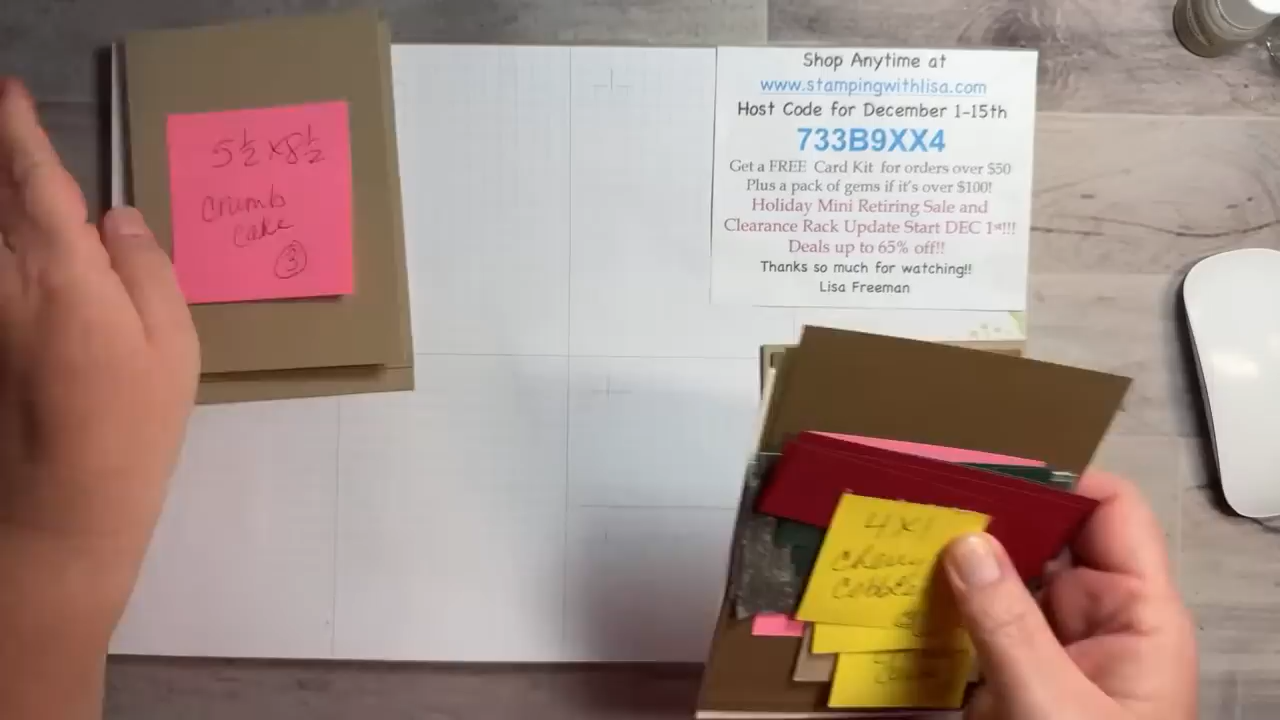 5½ x 8½
crumb
cake
3
Shop Anytime at
www.stampingwithlisa.com
Host Code for December 1-15th
733B9XX4
Get a FREE Card Kit for orders over $50
Plus a pack of gems if it's over $100!
Holiday Mini Retiring Sale and
Clearance Rack Update Start DEC 1st!!!
Deals up to 65% off!!
Thanks so much for watching!!
Lisa Freeman
4x1